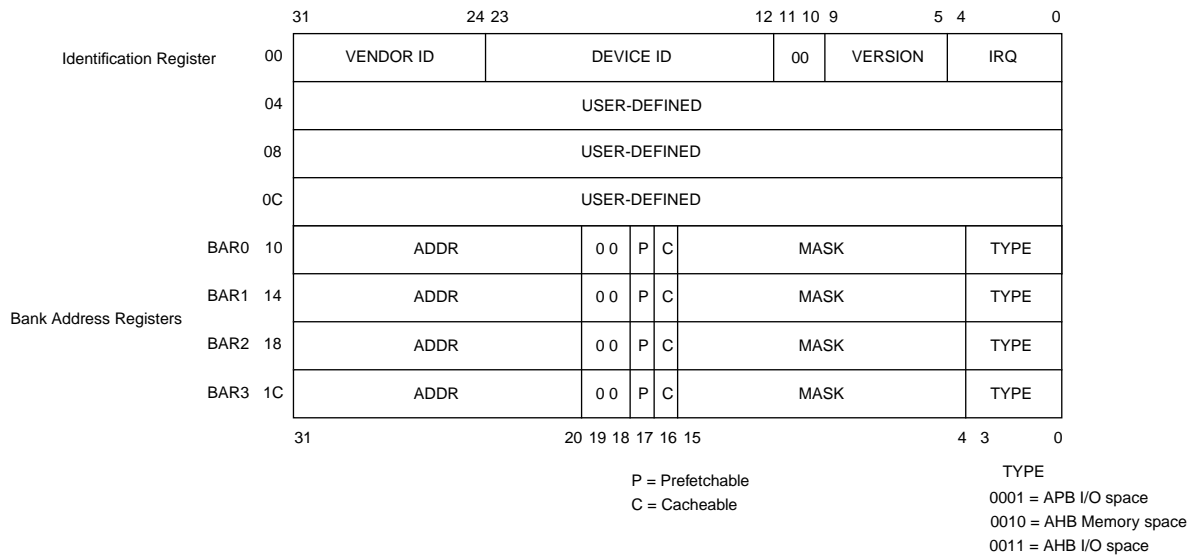 31 24 23 12 11 10 9 5 4 0
Identification Register 00 VENDOR ID DEVICE ID 00 VERSION IRQ
04 USER-DEFINED
08 USER-DEFINED
0C USER-DEFINED
BAR0 10 ADDR 0 0 P C MASK TYPE
BAR1 14 ADDR 0 0 P C MASK TYPE
Bank Address Registers
BAR2 18 ADDR 0 0 P C MASK TYPE
BAR3 1C ADDR 0 0 P C MASK TYPE
31 20 19 18 17 16 15 4 3 0
P = Prefetchable
C = Cacheable
TYPE
0001 = APB I/O space
0010 = AHB Memory space
0011 = AHB I/O space